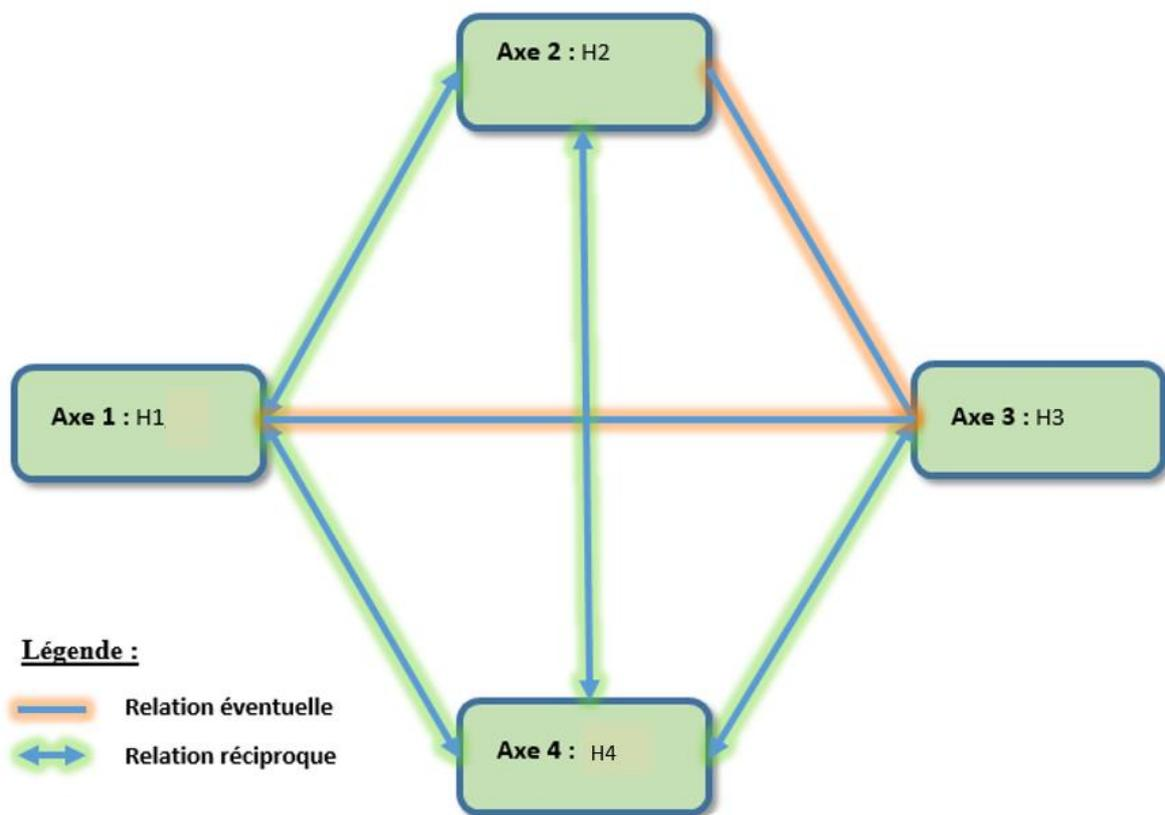 Axe 2 : H2
Axe 1 : H1
Axe 3 : H3
Axe 4 : H4
Légende :
Relation éventuelle
Relation réciproque